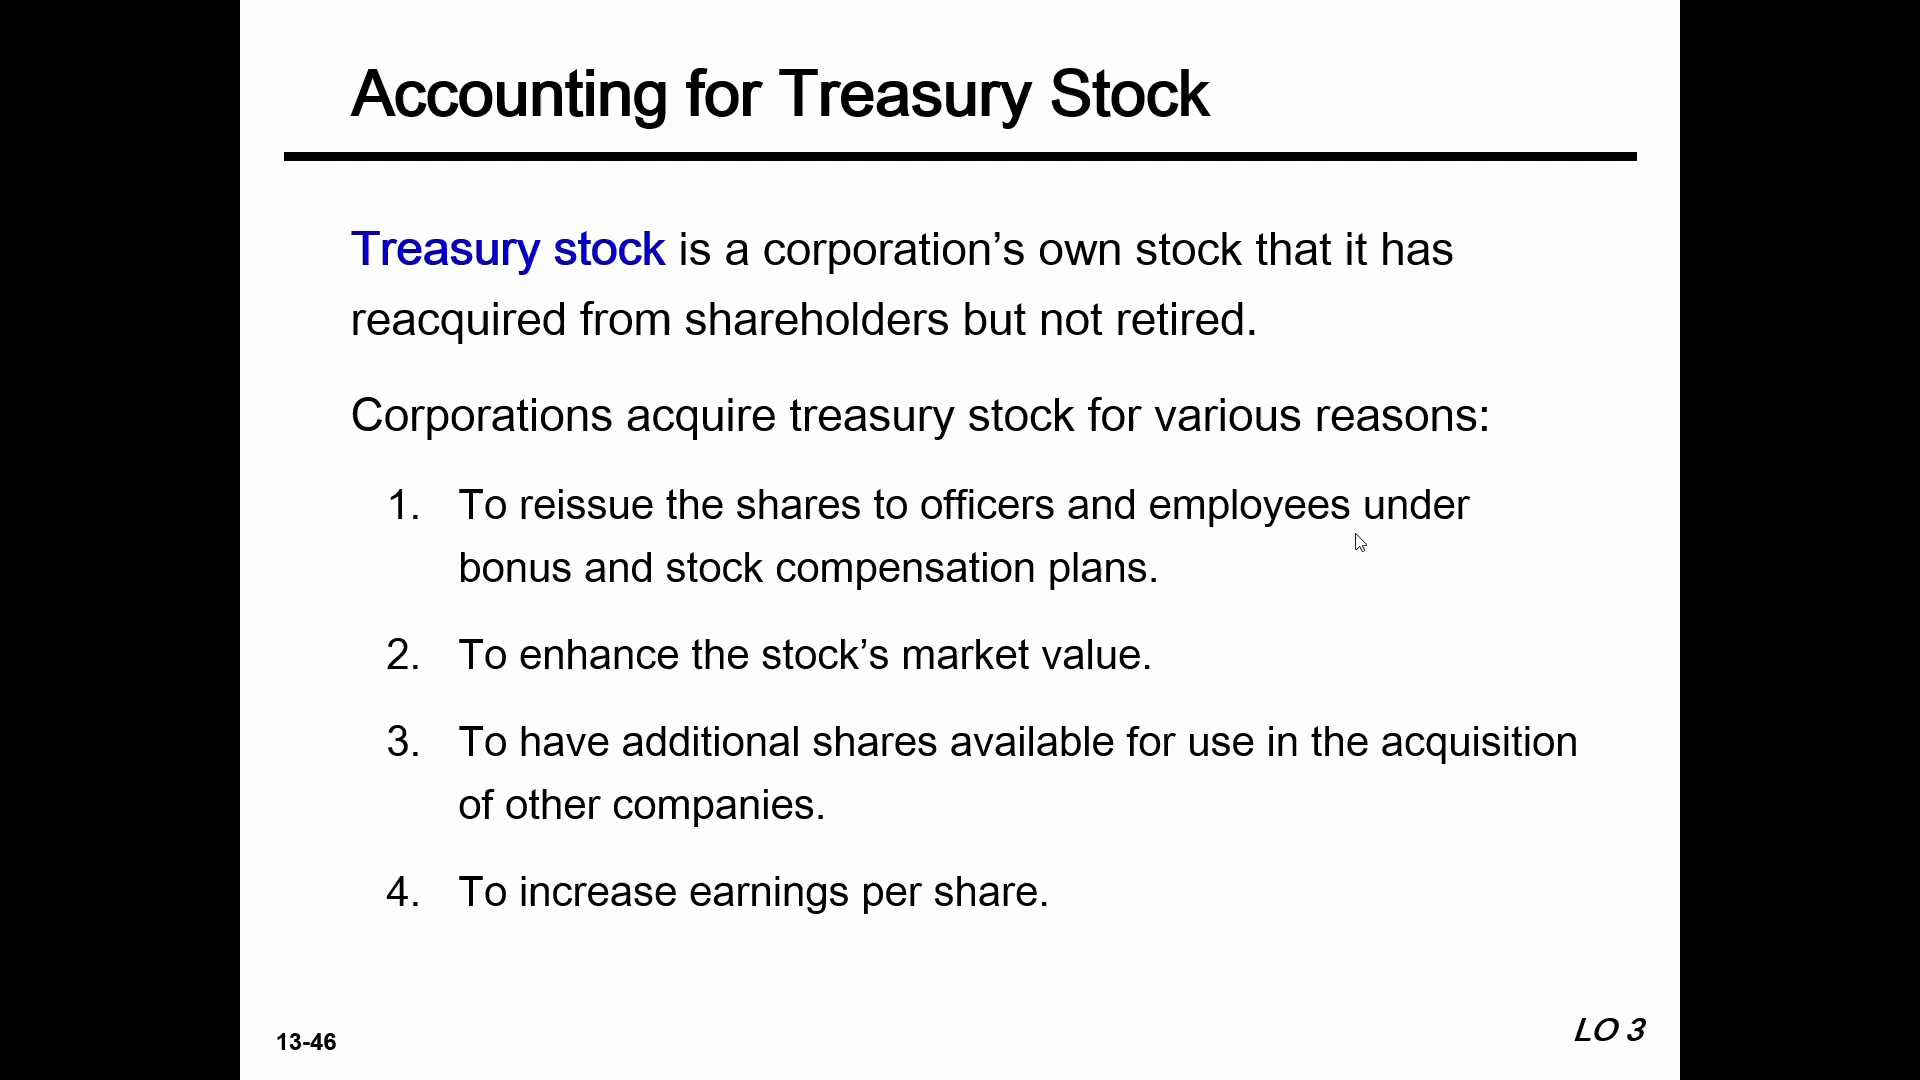 Accounting for Treasury Stock
Treasury stock is a corporation’s own stock that it has
reacquired from shareholders but not retired.
Corporations acquire treasury stock for various reasons:
1. To reissue the shares to officers and employees under
bonus and stock compensation plans.
2. To enhance the stock’s market value.
3. To have additional shares available for use in the acquisition
of other companies.
4. To increase earnings per share.
13-46
LO 3